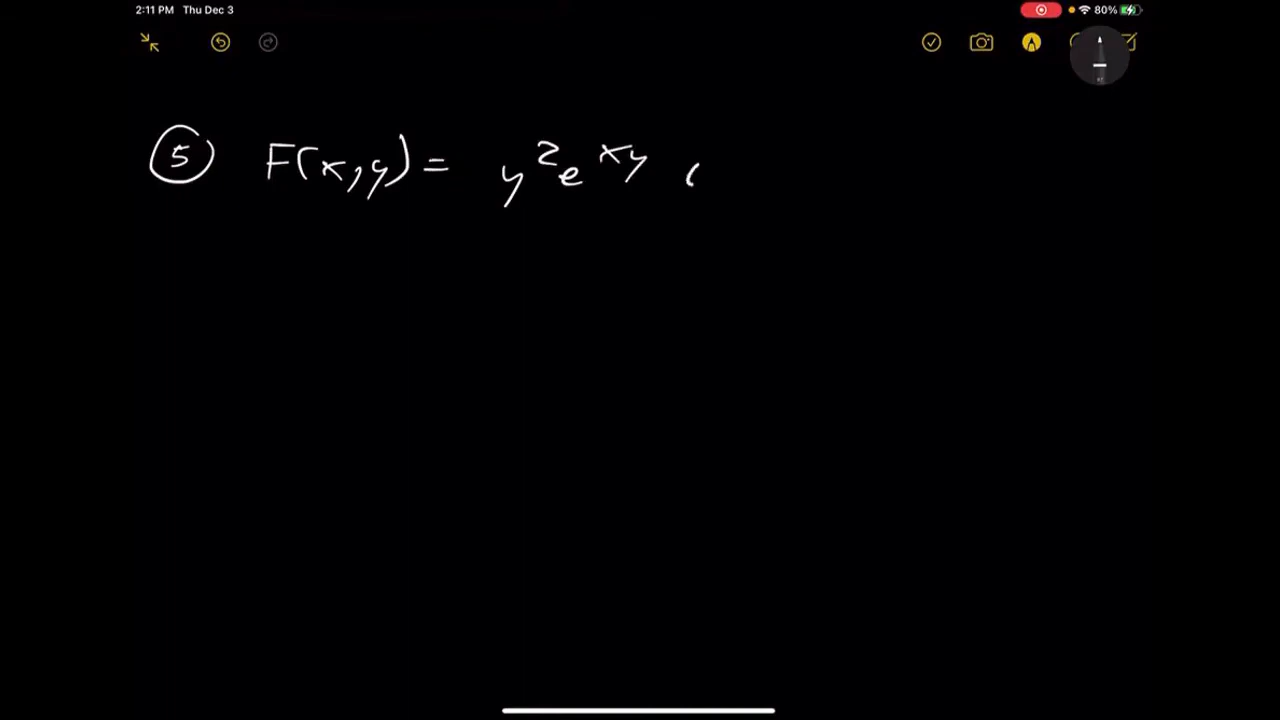 2:11 PM Thu Dec 3 80%
5 F(x,y) = y²e^{xy} (